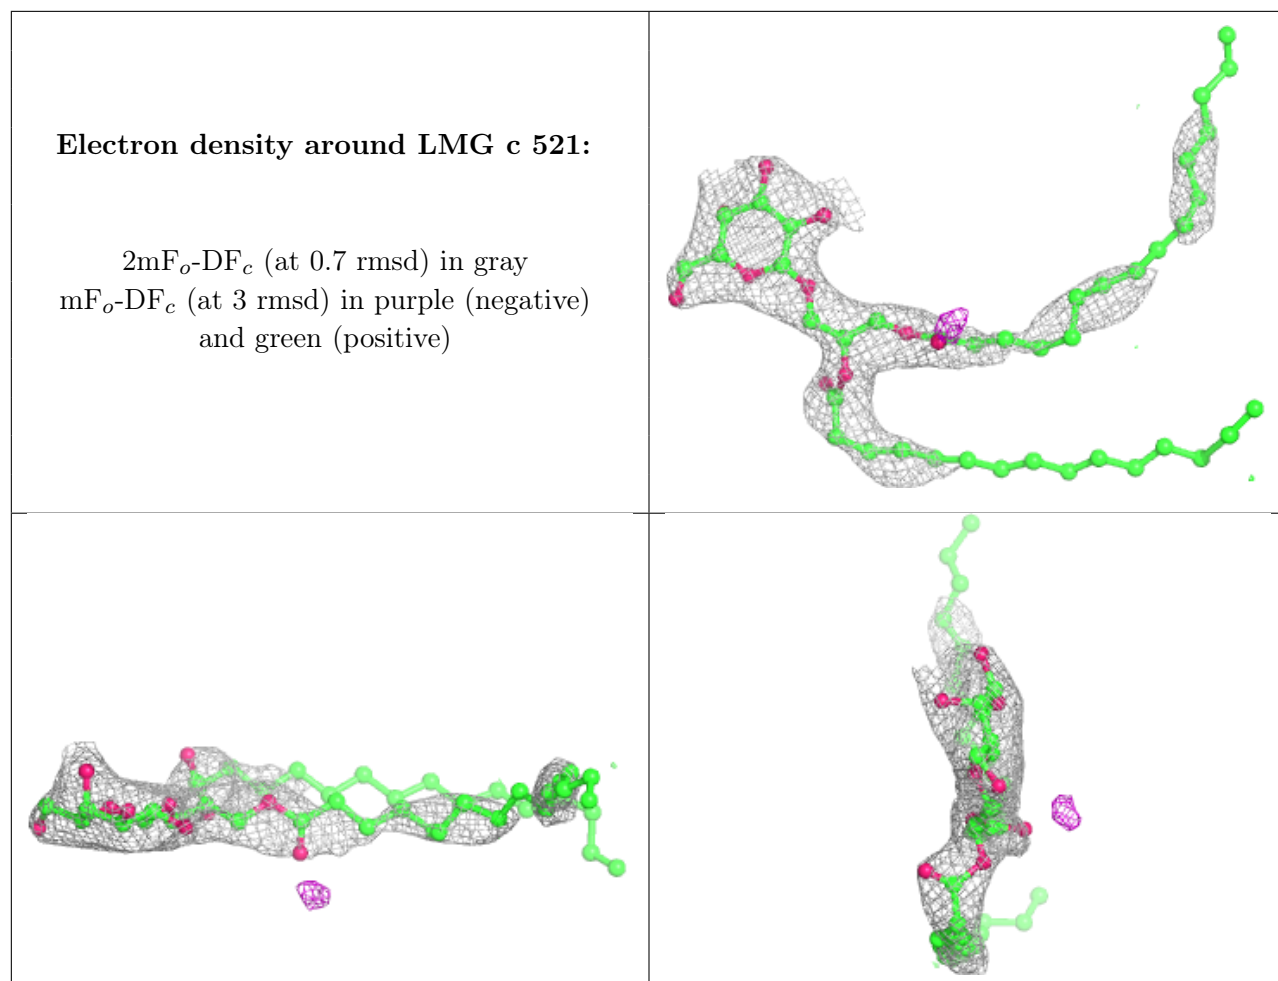 Electron density around LMG c 521:
2mFo-DFc (at 0.7 rmsd) in gray
mFo-DFc (at 3 rmsd) in purple (negative)
and green (positive)